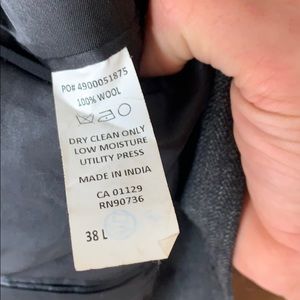 PO# 4900051875
100% WOOL
DRY CLEAN ONLY
LOW MOISTURE
UTILITY PRESS
MADE IN INDIA
CA 01129
RN90736
38 L